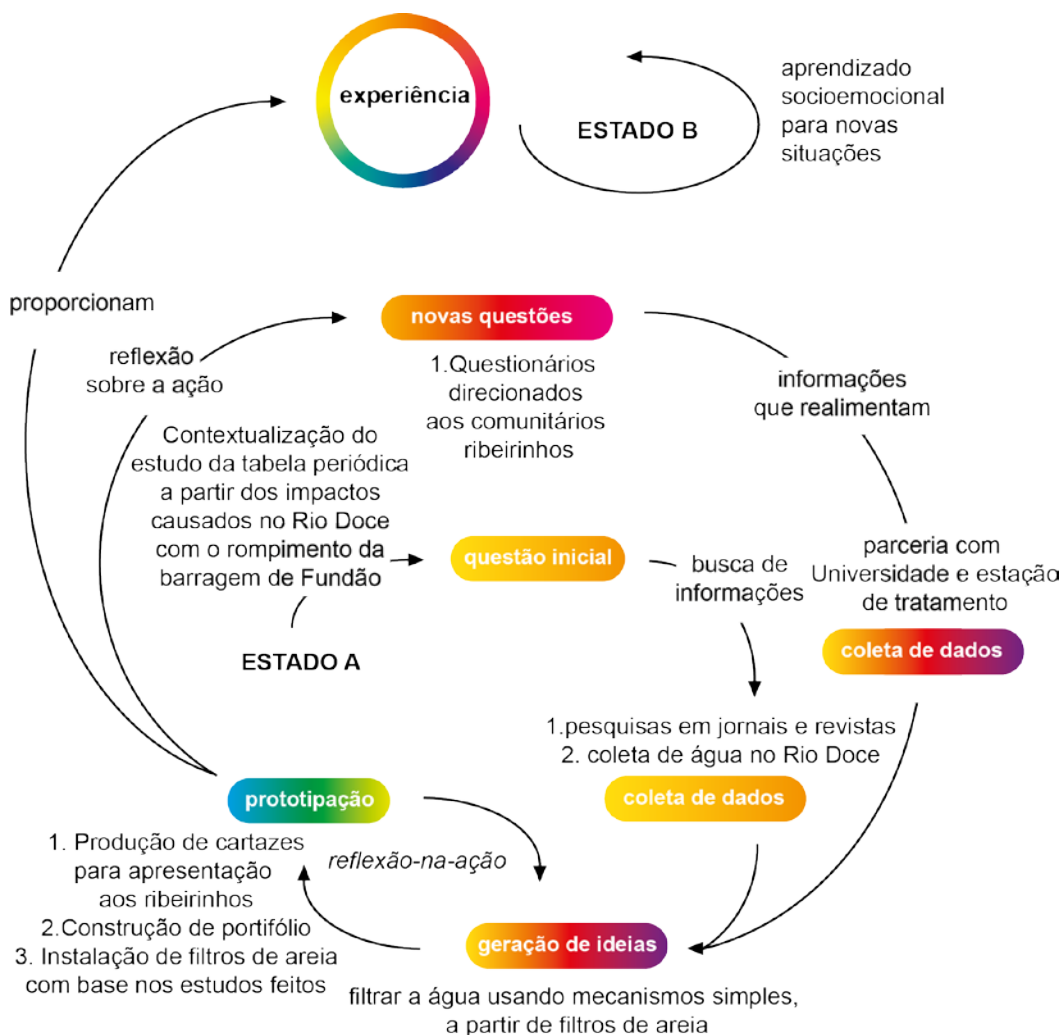 experiência
ESTADO B
aprendizado
socioemocional
para novas
situações
proporcionam
reflexão
sobre a ação
novas questões
1.Questionários
direcionados
aos comunitários
ribeirinhos
informações
que realimentam
Contextualização do
estudo da tabela periódica
a partir dos impactos
causados no Rio Doce
com o rompimento da
barragem de Fundão
ESTADO A
questão inicial
busca de
informações
parceria com
Universidade e estação
de tratamento
coleta de dados
1.pesquisas em jornais e revistas
2. coleta de água no Rio Doce
coleta de dados
prototipação
1. Produção de cartazes
para apresentação
aos ribeirinhos
2.Construção de portifólio
3. Instalação de filtros de areia
com base nos estudos feitos
reflexão-na-ação
geração de ideias
filtrar a água usando mecanismos simples,
a partir de filtros de areia